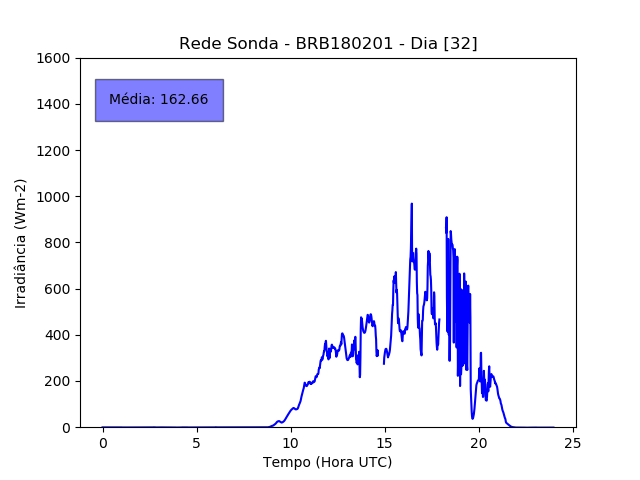 Rede Sonda - BRB180201 - Dia [32]
1600
1400
1200
1000
800
600
400
200
0
Média: 162.66
Irradiância (Wm-2)
0 5 10 15 20 25
Tempo (Hora UTC)